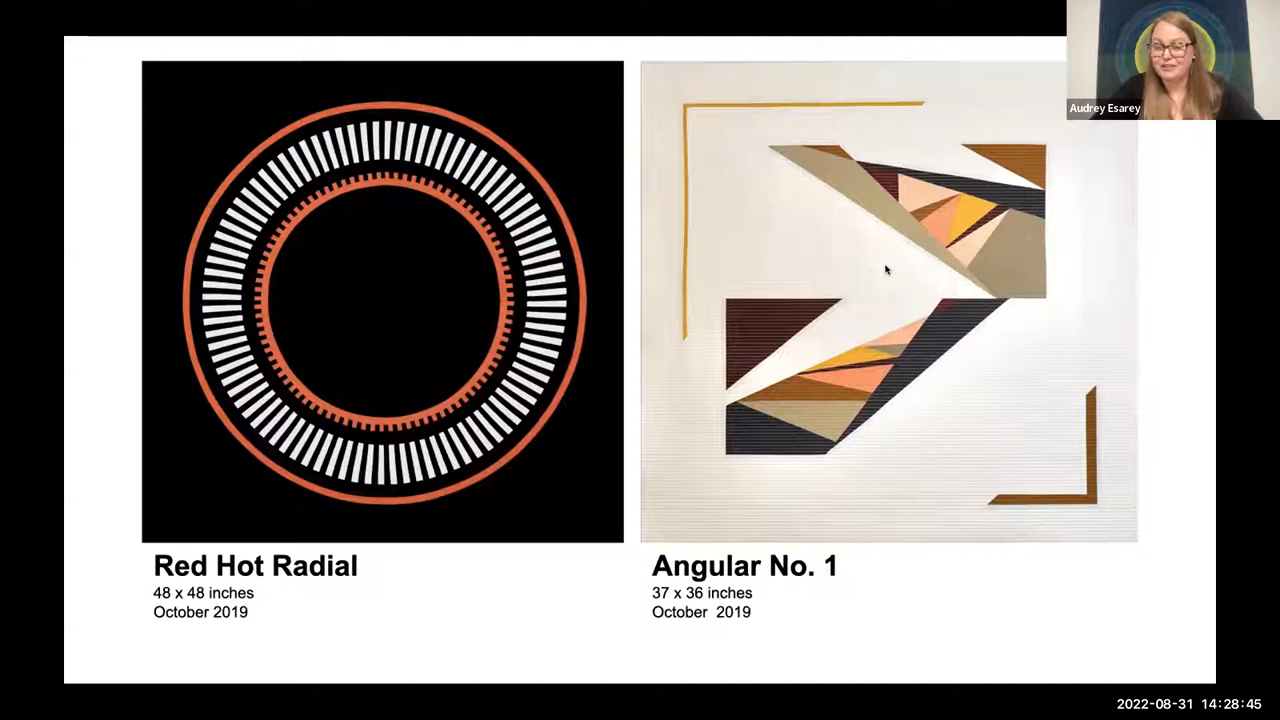 Audrey Esarey
Red Hot Radial
48 x 48 inches
October 2019
Angular No. 1
37 x 36 inches
October 2019
2022-08-31 14:28:45